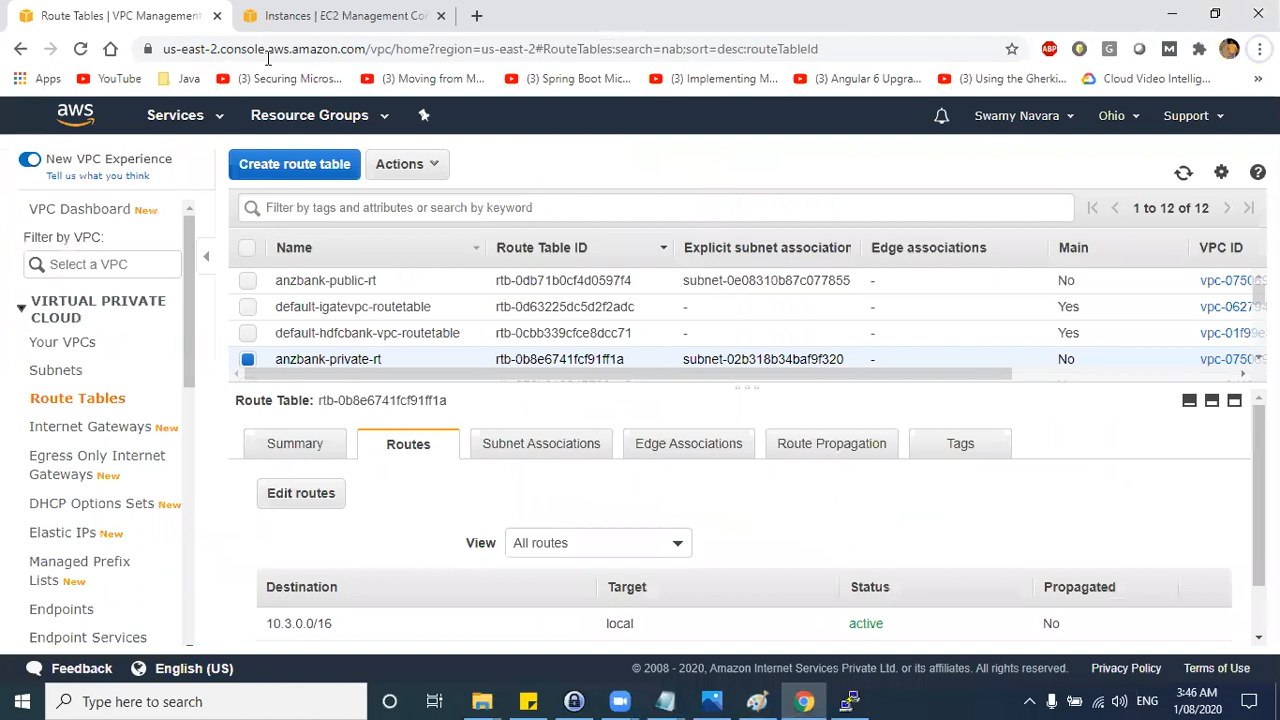 Route Tables | VPC Management
Instances | EC2 Management Co
us-east-2.console.aws.amazon.com/vpc/home?region=us-east-2#RouteTables:search=nab;sort=desc:routeTableId
ABP
G
M
Apps
YouTube
Java
(3) Securing Micros...
(3) Moving from M...
(3) Spring Boot Mic...
(3) Implementing M...
(3) Angular 6 Upgra...
(3) Using the Gherki...
Cloud Video Intellig...
aws
Services
Resource Groups
Swamy Navara
Ohio
Support
New VPC Experience
Tell us what you think
Create route table
Actions
VPC Dashboard New
Filter by VPC:
Select a VPC
VIRTUAL PRIVATE
CLOUD
Your VPCs
Subnets
Route Tables
Internet Gateways New
Egress Only Internet
Gateways New
DHCP Options Sets New
Elastic IPs New
Managed Prefix
Lists New
Endpoints
Endpoint Services
Filter by tags and attributes or search by keyword
1 to 12 of 12
Name Route Table ID Explicit subnet association Edge associations Main VPC ID
anzbank-public-rt rtb-0db71b0cf4d0597f4 subnet-0e08310b87c077855 - No vpc-075069
default-igatevpc-routetable rtb-0d63225dc5d2f2adc - - Yes vpc-06279
default-hdfcbank-vpc-routetable rtb-0cbb339cfce8dcc71 - - Yes vpc-01f99e
anzbank-private-rt rtb-0b8e6741fcf91ff1a subnet-02b318b34baf9f320 - No vpc-075069
Route Table: rtb-0b8e6741fcf91ff1a
Summary
Routes
Subnet Associations
Edge Associations
Route Propagation
Tags
Edit routes
View All routes
Destination Target Status Propagated
10.3.0.0/16 local active No
Feedback
English (US)
© 2008 - 2020, Amazon Internet Services Private Ltd. or its affiliates. All rights reserved.
Privacy Policy
Terms of Use
Type here to search
ENG
3:46 AM
1/08/2020